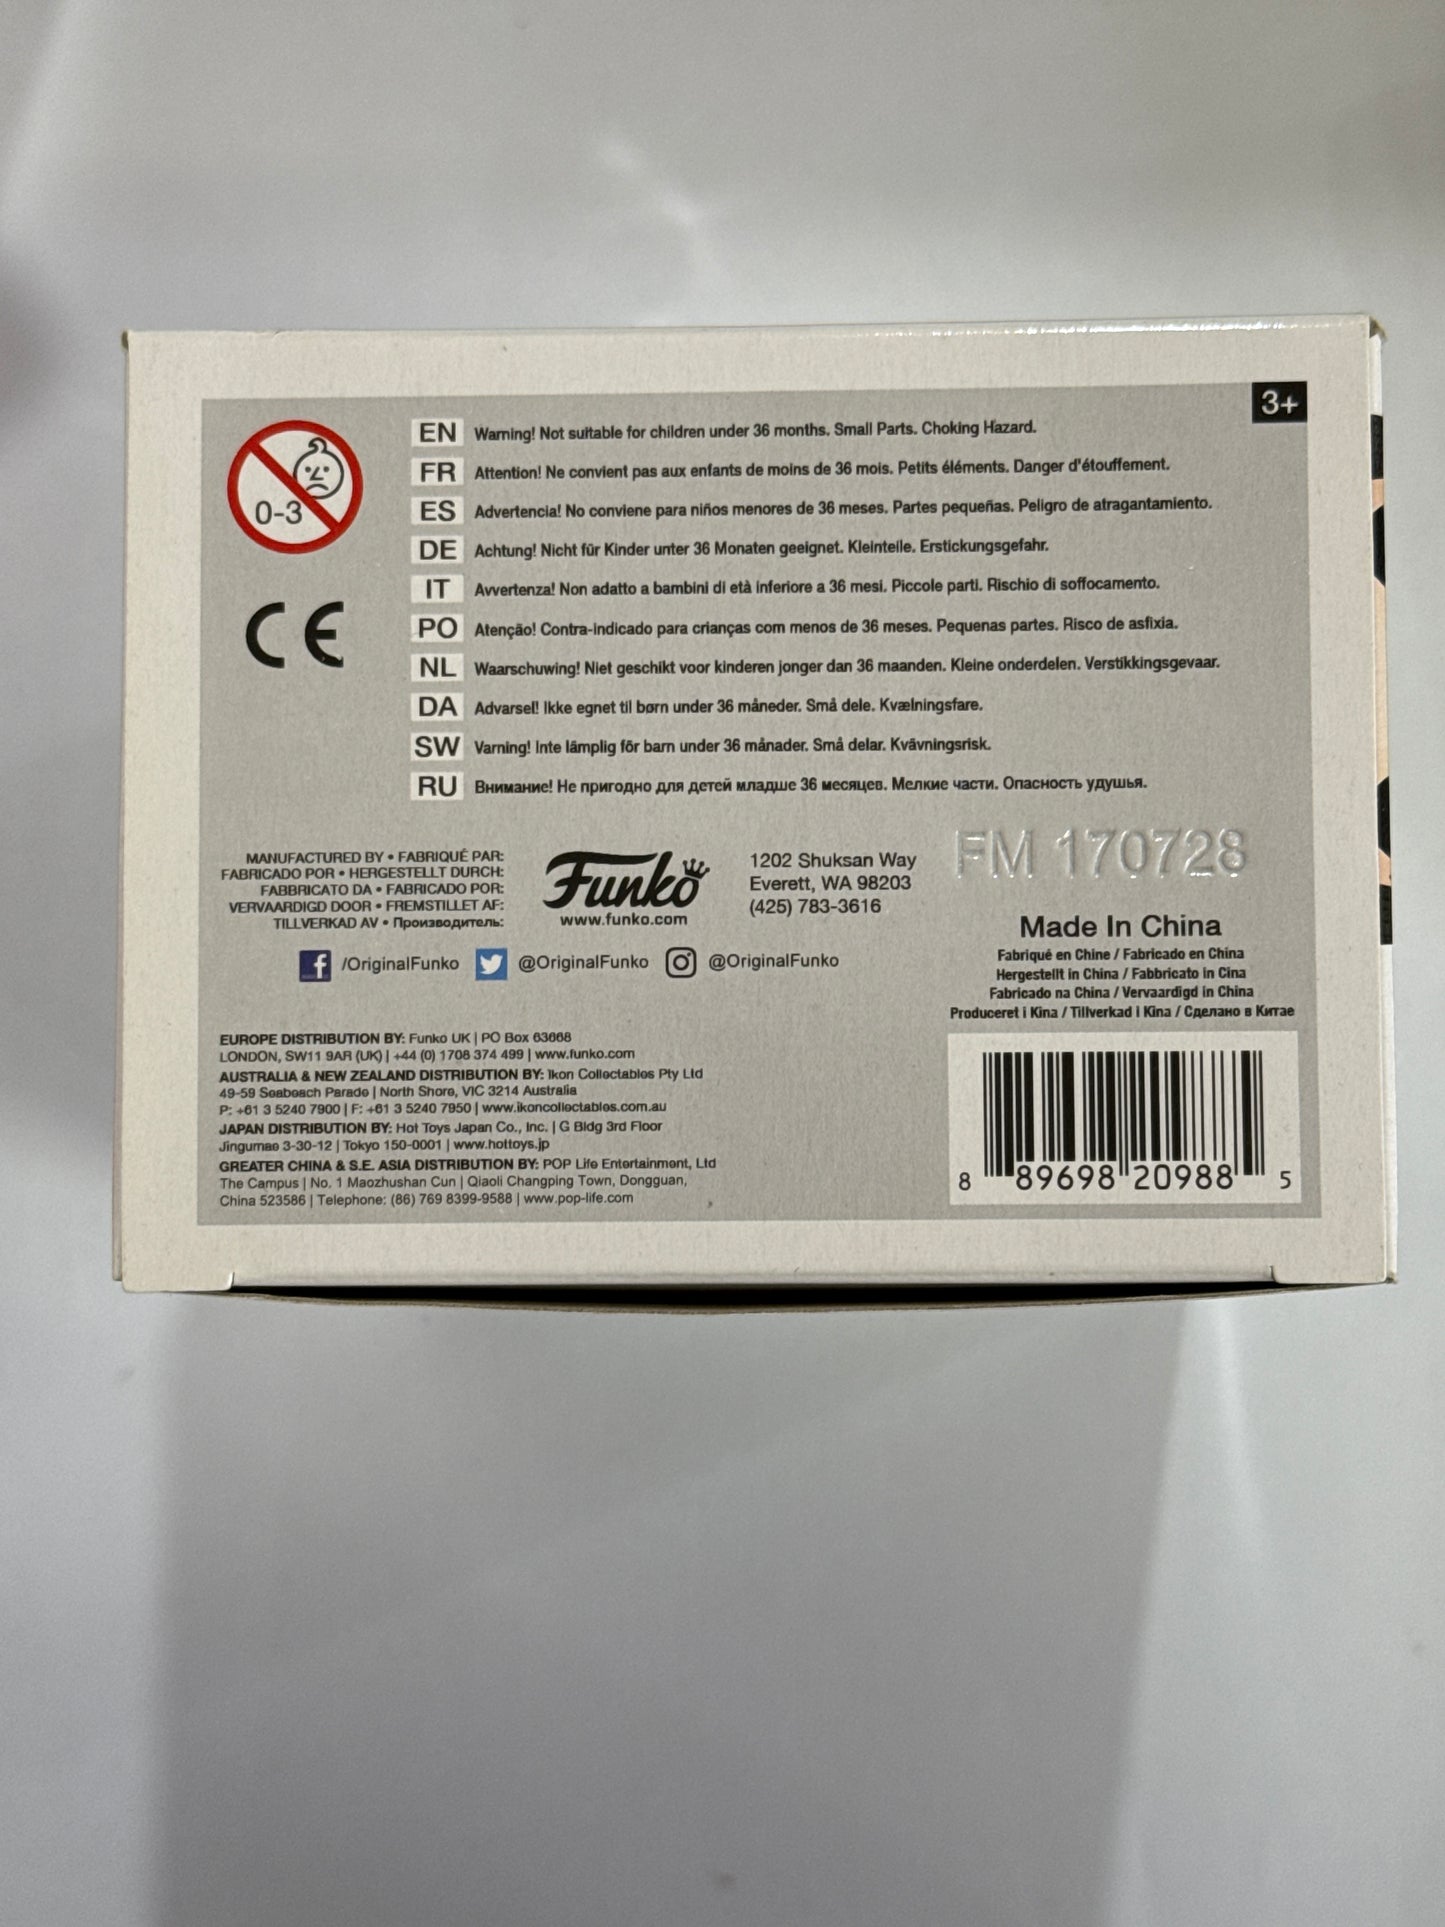 3+
0-3
EN Warning! Not suitable for children under 36 months. Small Parts. Choking Hazard.
FR Attention! Ne convient pas aux enfants de moins de 36 mois. Petits éléments. Danger d'étouffement.
ES Advertencia! No conviene para niños menores de 36 meses. Partes pequeñas. Peligro de atragantamiento.
DE Achtung! Nicht für Kinder unter 36 Monaten geeignet. Kleinteile. Erstickungsgefahr.
IT Avvertenza! Non adatto a bambini di età inferiore a 36 mesi. Piccole parti. Rischio di soffocamento.
CE
PO Atenção! Contra-indicado para crianças com menos de 36 meses. Pequenas partes. Risco de asfixia.
NL Waarschuwing! Niet geschikt voor kinderen jonger dan 36 maanden. Kleine onderdelen. Verstikkingsgevaar.
DA Advarsel! Ikke egnet til børn under 36 måneder. Små dele. Kvælningsfare.
SW Varning! Inte lämplig för barn under 36 månader. Små delar. Kvävningsrisk.
RU Внимание! Не пригодно для детей младше 36 месяцев. Мелкие части. Опасность удушья.
MANUFACTURED BY • FABRIQUÉ PAR:
FABRICADO POR • HERGESTELLT DURCH:
FABBRICATO DA • FABRICADO POR:
VERVAARDIGD DOOR • FREMSTILLET AF:
TILLVERKAD AV • Производитель:
Funko
www.funko.com
1202 Shuksan Way
Everett, WA 98203
(425) 783-3616
FM 170728
Made In China
Fabriqué en Chine / Fabricado en China
Hergestellt in China / Fabbricato in Cina
Fabricado na China / Vervaardigd in China
Produceret i Kina / Tillverkad i Kina / Сделано в Китае
f /OriginalFunko @OriginalFunko @OriginalFunko
EUROPE DISTRIBUTION BY: Funko UK | PO Box 63668
LONDON, SW11 9AR (UK) | +44 (0) 1708 374 499 | www.funko.com
AUSTRALIA & NEW ZEALAND DISTRIBUTION BY: Ikon Collectables Pty Ltd
49-59 Seabeach Parade | North Shore, VIC 3214 Australia
P: +61 3 5240 7900 | F: +61 3 5240 7950 | www.ikoncollectables.com.au
JAPAN DISTRIBUTION BY: Hot Toys Japan Co., Inc. | G Bldg 3rd Floor
Jingumae 3-30-12 | Tokyo 150-0001 | www.hottoys.jp
GREATER CHINA & S.E. ASIA DISTRIBUTION BY: POP Life Entertainment, Ltd
The Campus | No. 1 Maozhushan Cun | Qiaoli Changping Town, Dongguan,
China 523586 | Telephone: (86) 769 8399-9588 | www.pop-life.com
8 89698 20988 5